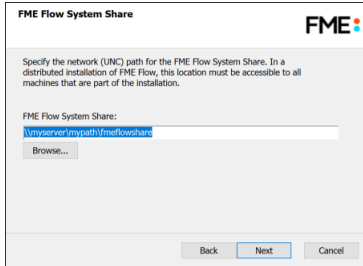 FME Flow System Share
FME
Specify the network (UNC) path for the FME Flow System Share. In a
distributed installation of FME Flow, this location must be accessible to all
machines that are part of the installation.
FME Flow System Share:
\\myserver\mypath\fmeflowshare
Browse...
Back
Next
Cancel